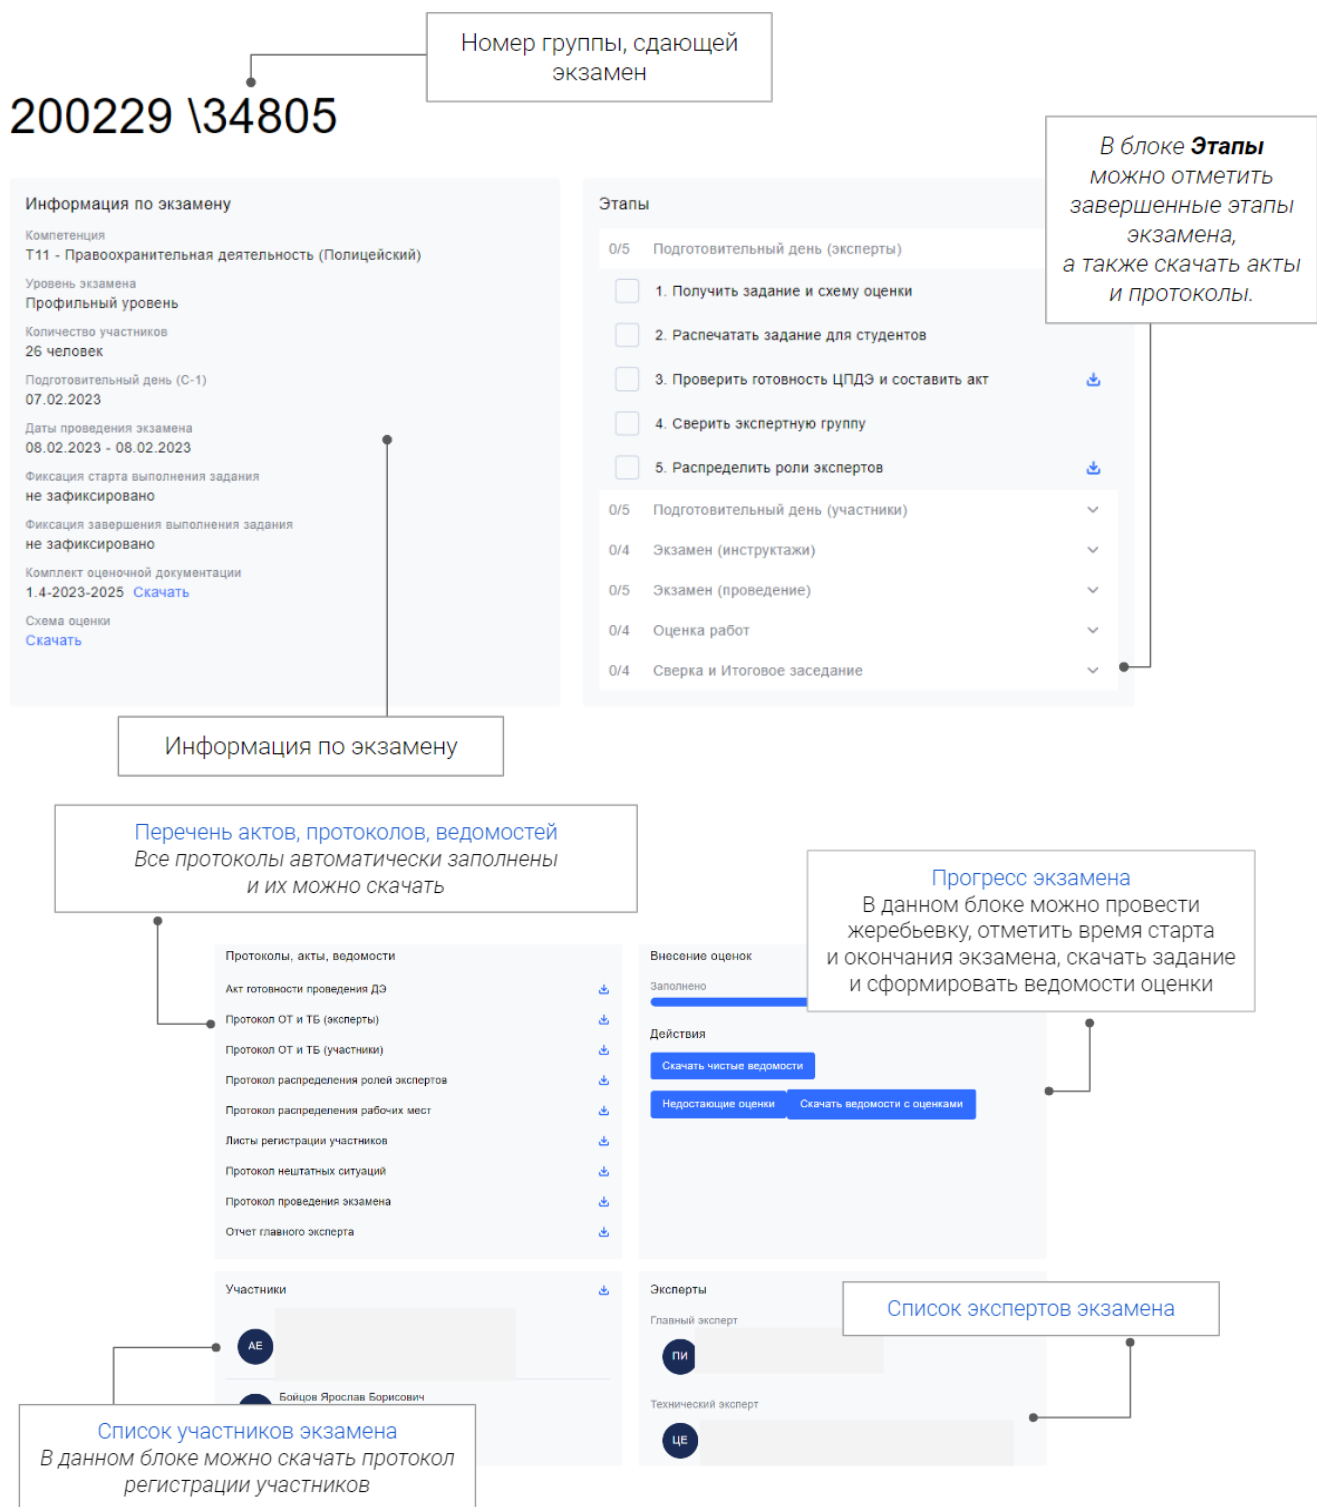 Номер группы, сдающей
экзамен
200229 \34805
В блоке Этапы
можно отметить
завершенные этапы
экзамена,
а также скачать акты
и протоколы.
Информация по экзамену
Компетенция
Т11 - Правоохранительная деятельность (Полицейский)
Уровень экзамена
Профильный уровень
Количество участников
26 человек
Подготовительный день (С-1)
07.02.2023
Даты проведения экзамена
08.02.2023 - 08.02.2023
Фиксация старта выполнения задания
не зафиксировано
Фиксация завершения выполнения задания
не зафиксировано
Комплект оценочной документации
1.4-2023-2025 Скачать
Схема оценки
Скачать
Этапы
0/5 Подготовительный день (эксперты)
1. Получить задание и схему оценки
2. Распечатать задание для студентов
3. Проверить готовность ЦПДЭ и составить акт
4. Сверить экспертную группу
5. Распределить роли экспертов
0/5 Подготовительный день (участники)
0/4 Экзамен (инструктажи)
0/5 Экзамен (проведение)
0/4 Оценка работ
0/4 Сверка и Итоговое заседание
Информация по экзамену
Перечень актов, протоколов, ведомостей
Все протоколы автоматически заполнены
и их можно скачать
Прогресс экзамена
В данном блоке можно провести
жеребьевку, отметить время старта
и окончания экзамена, скачать задание
и сформировать ведомости оценки
Протоколы, акты, ведомости
Акт готовности проведения ДЭ
Протокол ОТ и ТБ (эксперты)
Протокол ОТ и ТБ (участники)
Протокол распределения ролей экспертов
Протокол распределения рабочих мест
Листы регистрации участников
Протокол нештатных ситуаций
Протокол проведения экзамена
Отчет главного эксперта
Внесение оценок
Заполнено
Действия
Скачать чистые ведомости
Недостающие оценки Скачать ведомости с оценками
Участники
АЕ
Бойцов Ярослав Борисович
Эксперты
Главный эксперт
ПИ
Технический эксперт
ЦЕ
Список экспертов экзамена
Список участников экзамена
В данном блоке можно скачать протокол
регистрации участников